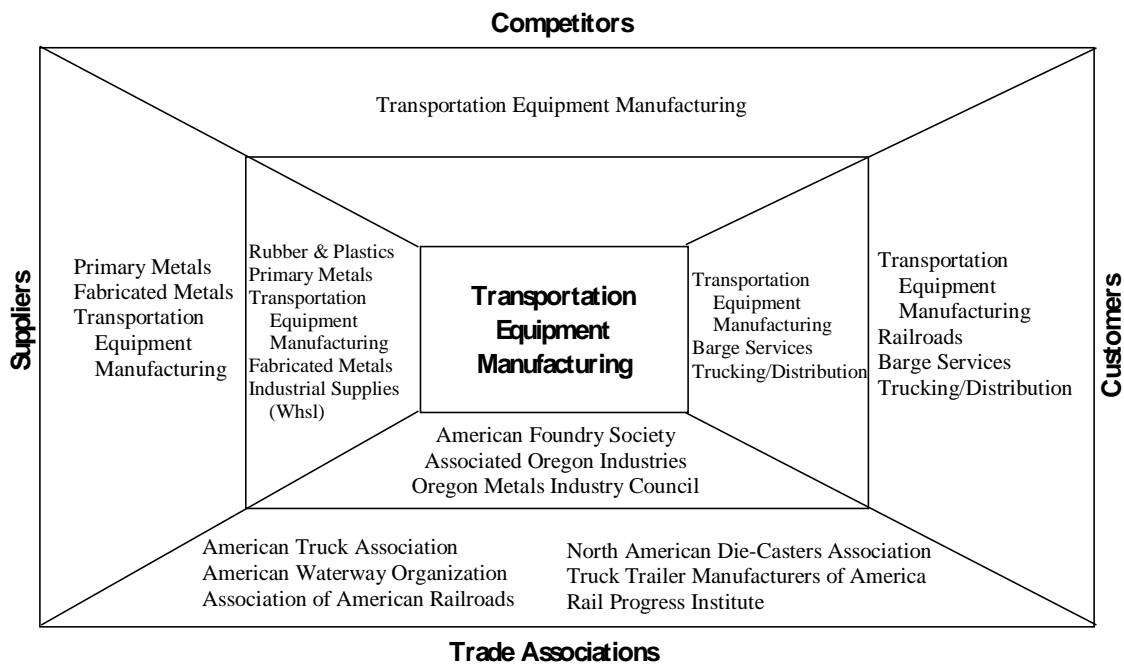 Competitors
Transportation Equipment Manufacturing
Suppliers
Primary Metals
Fabricated Metals
Transportation
Equipment
Manufacturing
Rubber & Plastics
Primary Metals
Transportation
Equipment
Manufacturing
Fabricated Metals
Industrial Supplies
(Whsl)
Transportation
Equipment
Manufacturing
Transportation
Equipment
Manufacturing
Barge Services
Trucking/Distribution
Transportation
Equipment
Manufacturing
Railroads
Barge Services
Trucking/Distribution
Customers
American Foundry Society
Associated Oregon Industries
Oregon Metals Industry Council
American Truck Association
American Waterway Organization
Association of American Railroads
North American Die-Casters Association
Truck Trailer Manufacturers of America
Rail Progress Institute
Trade Associations